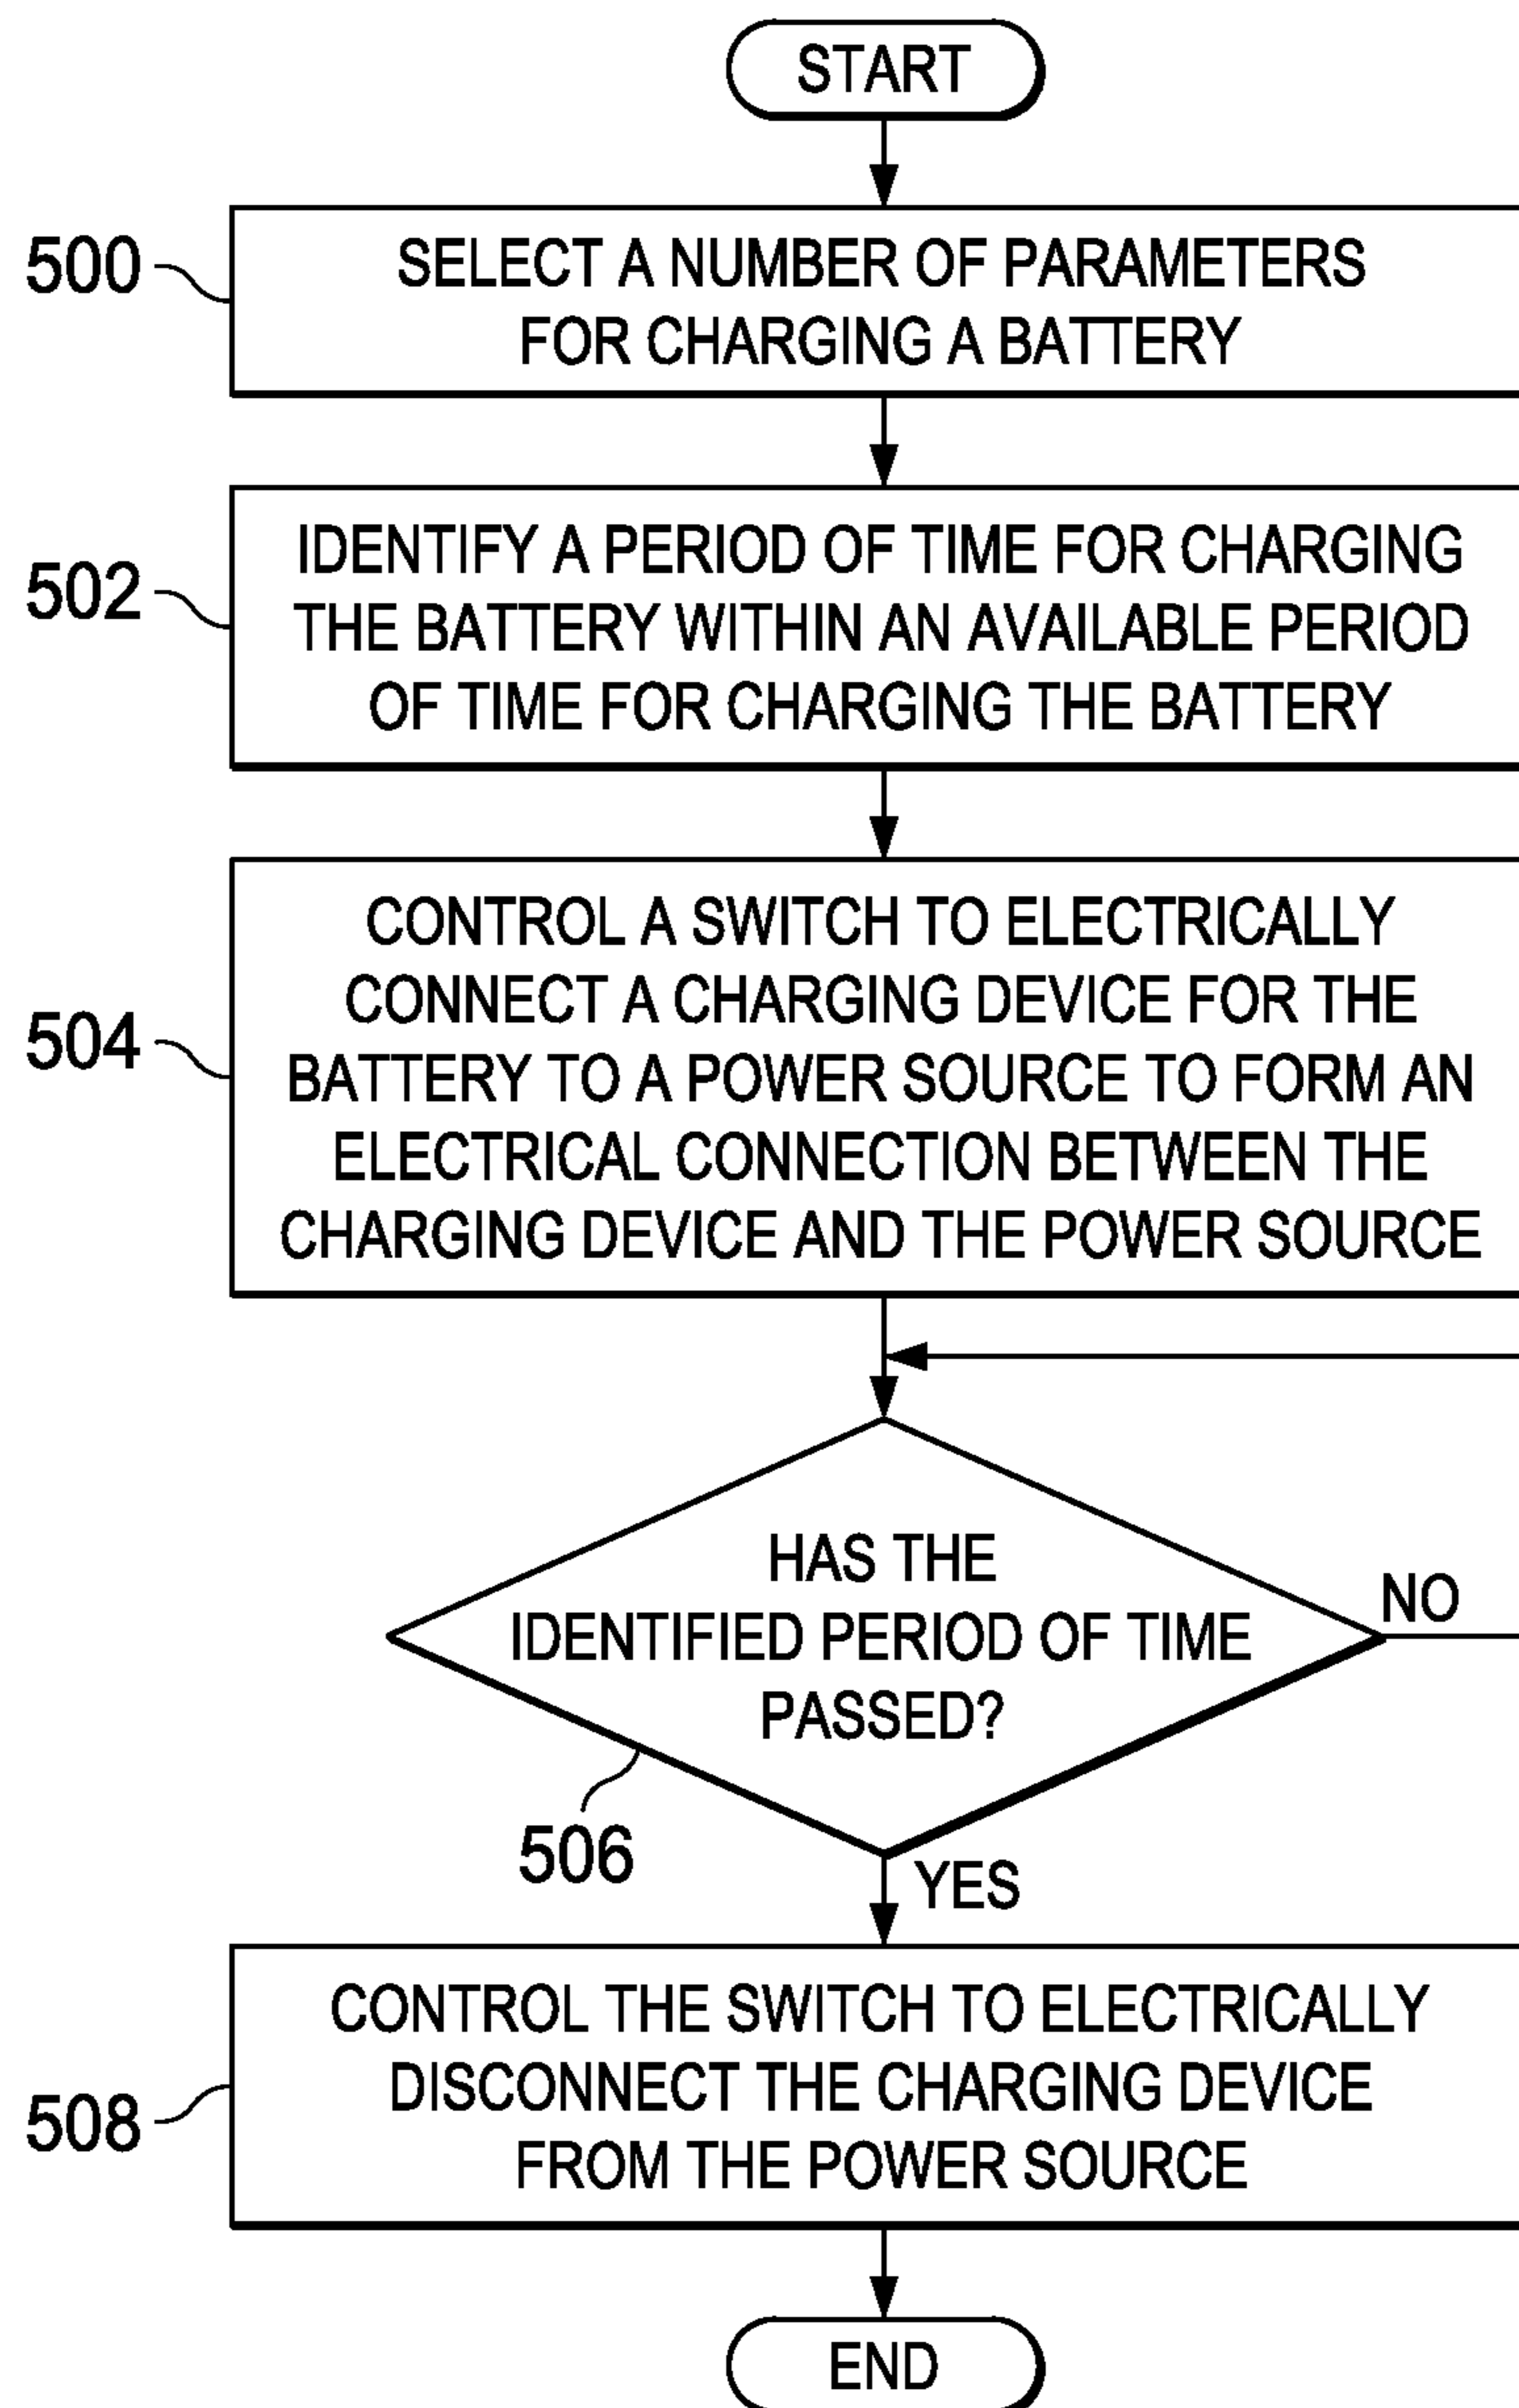 START
500
SELECT A NUMBER OF PARAMETERS
FOR CHARGING A BATTERY
502
IDENTIFY A PERIOD OF TIME FOR CHARGING
THE BATTERY WITHIN AN AVAILABLE PERIOD
OF TIME FOR CHARGING THE BATTERY
504
CONTROL A SWITCH TO ELECTRICALLY
CONNECT A CHARGING DEVICE FOR THE
BATTERY TO A POWER SOURCE TO FORM AN
ELECTRICAL CONNECTION BETWEEN THE
CHARGING DEVICE AND THE POWER SOURCE
HAS THE
IDENTIFIED PERIOD OF TIME
PASSED?
NO
506
YES
508
CONTROL THE SWITCH TO ELECTRICALLY
DISCONNECT THE CHARGING DEVICE
FROM THE POWER SOURCE
END